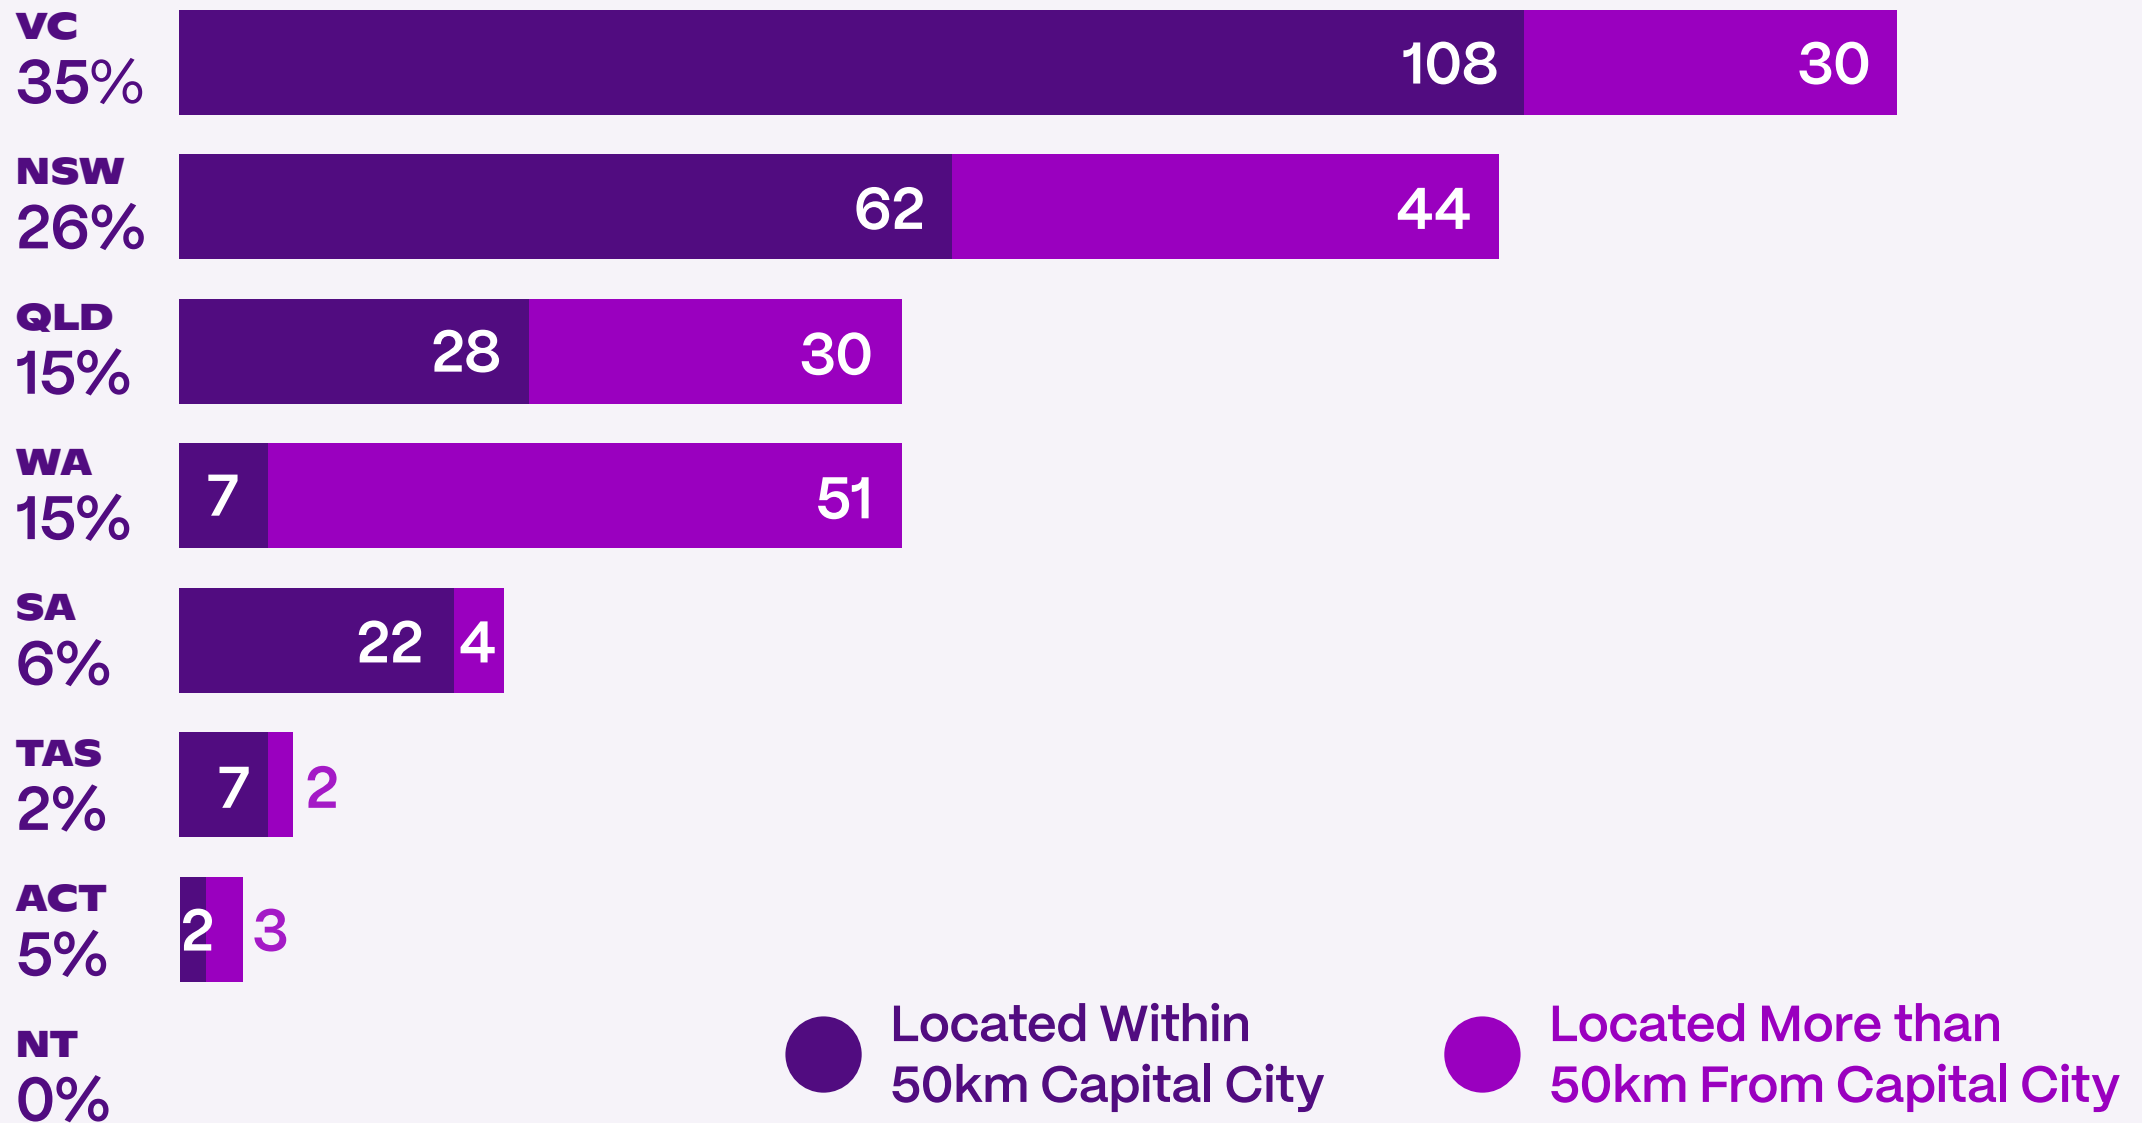 VC
35%
108
30
NSW
26%
62
44
QLD
15%
28
30
WA
15%
7
51
SA
6%
22
4
TAS
2%
7
2
ACT
5%
2
3
NT
0%
Located Within
50km Capital City
Located More than
50km From Capital City